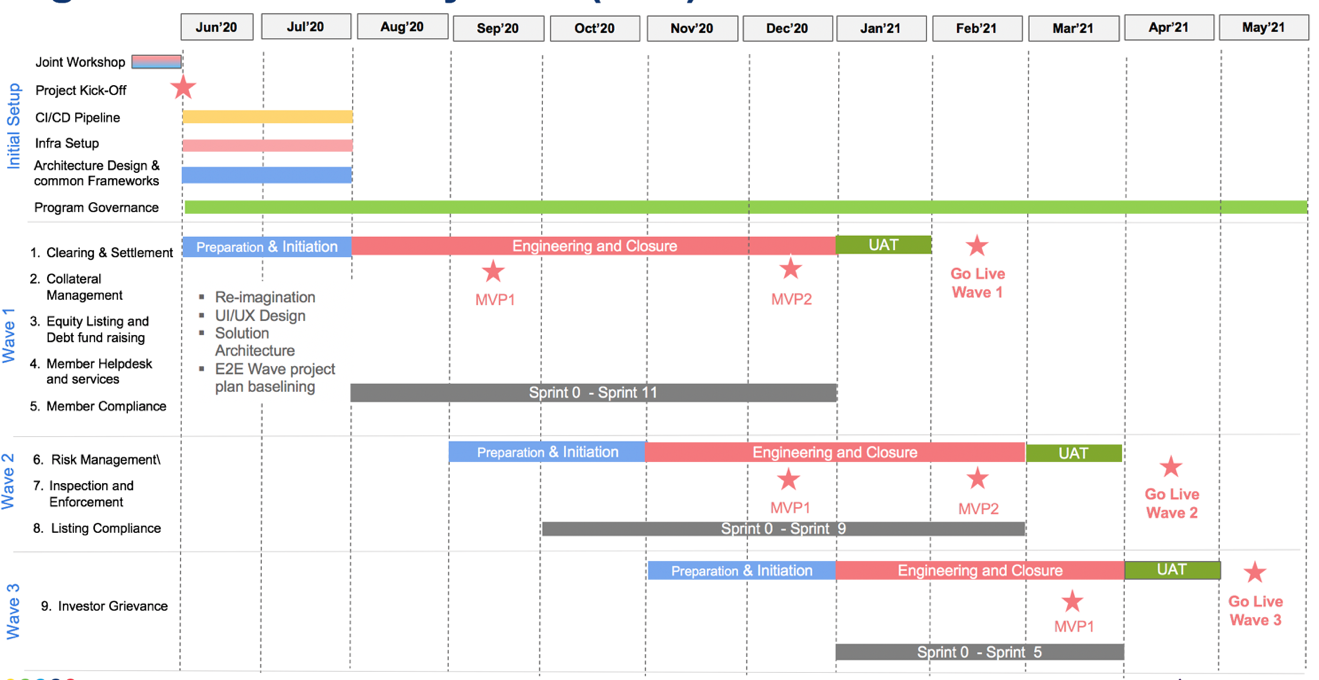 Jun'20 Jul'20 Aug'20 Sep'20 Oct'20 Nov'20 Dec'20 Jan'21 Feb'21 Mar'21 Apr'21 May'21
Initial Setup
Joint Workshop
Project Kick-Off
CI/CD Pipeline
Infra Setup
Architecture Design &
common Frameworks
Program Governance
Wave 1
1. Clearing & Settlement
2. Collateral
Management
3. Equity Listing and
Debt fund raising
4. Member Helpdesk
and services
5. Member Compliance
Preparation & Initiation
Engineering and Closure
UAT
MVP1
MVP2
Go Live
Wave 1
▪ Re-imagination
▪ UI/UX Design
▪ Solution
Architecture
▪ E2E Wave project
plan baselining
Sprint 0 - Sprint 11
Wave 2
6. Risk Management\
7. Inspection and
Enforcement
8. Listing Compliance
Preparation & Initiation
Engineering and Closure
UAT
MVP1
MVP2
Go Live
Wave 2
Sprint 0 - Sprint 9
Wave 3
9. Investor Grievance
Preparation & Initiation
Engineering and Closure
UAT
MVP1
Go Live
Wave 3
Sprint 0 - Sprint 5